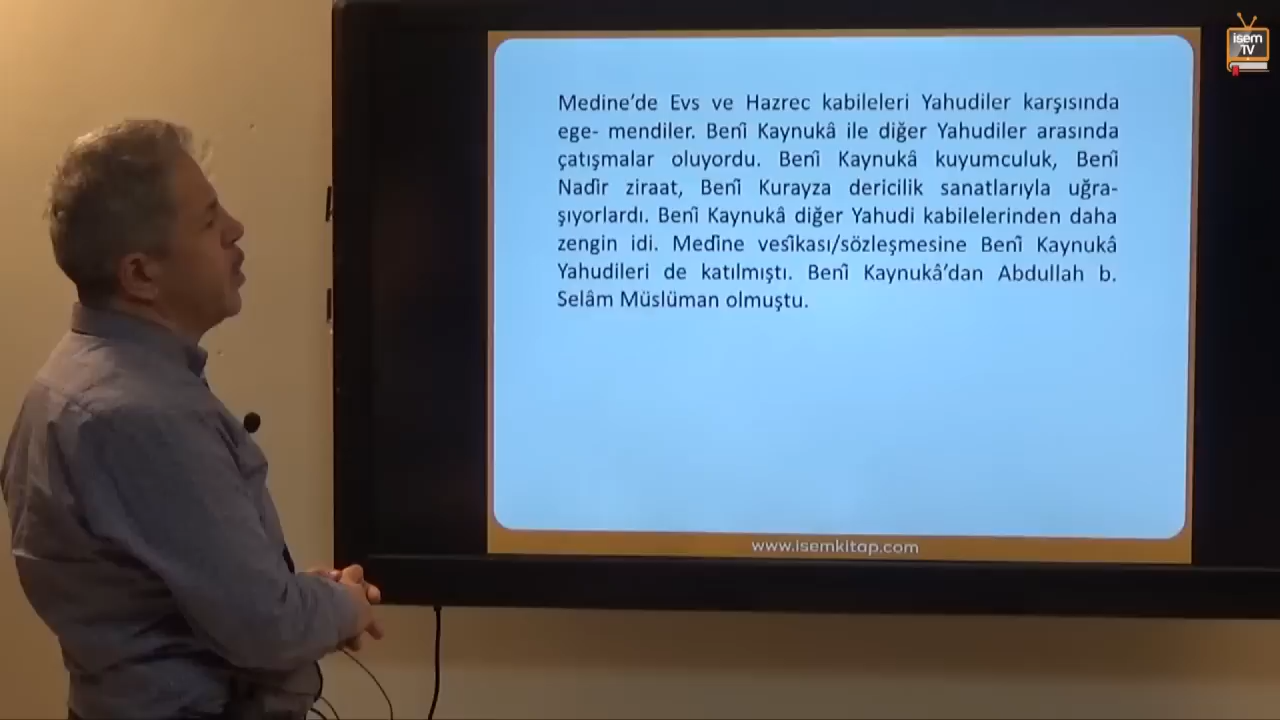 isem
TV
Medine’de Evs ve Hazrec kabileleri Yahudiler karşısında
ege- mendiler. Benî Kaynukâ ile diğer Yahudiler arasında
çatışmalar oluyordu. Benî Kaynukâ kuyumculuk, Benî
Nadîr ziraat, Benî Kurayza dericilik sanatlarıyla uğra-
şıyorlardı. Benî Kaynukâ diğer Yahudi kabilelerinden daha
zengin idi. Medîne vesîkası/sözleşmesine Benî Kaynukâ
Yahudileri de katılmıştı. Benî Kaynukâ’dan Abdullah b.
Selâm Müslüman olmuştu.
www.isemkitap.com